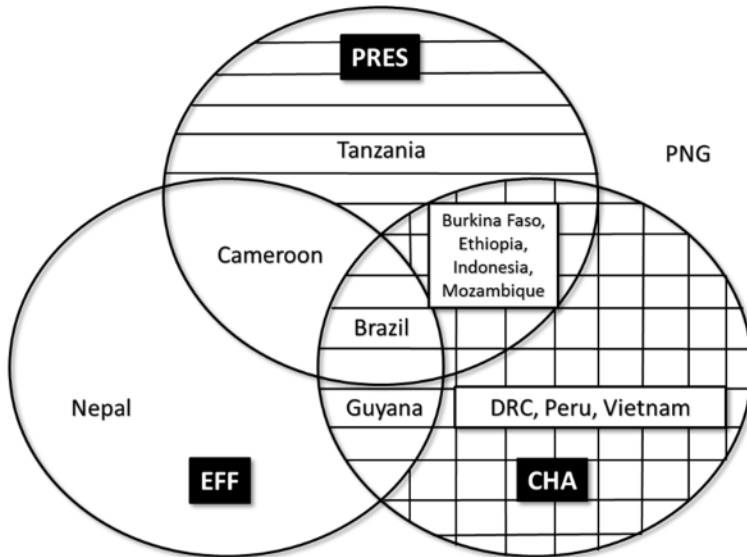 PRES
Tanzania
PNG
Burkina Faso,
Ethiopia,
Indonesia,
Mozambique
Cameroon
Brazil
Nepal
Guyana
DRC, Peru, Vietnam
EFF
CHA